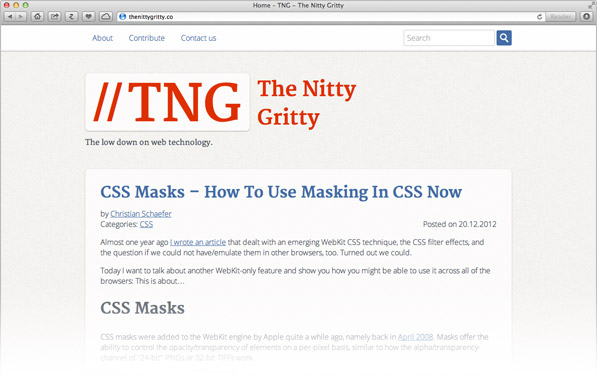 Home – TNG – The Nitty Gritty
thenittygritty.co
Reader
About Contribute Contact us
Search
//TNG
The Nitty
Gritty
The low down on web technology.
CSS Masks – How To Use Masking In CSS Now
by Christian Schaefer
Categories: CSS
Posted on 20.12.2012
Almost one year ago I wrote an article that dealt with an emerging WebKit CSS technique, the CSS filter effects, and
the question if we could not have/emulate them in other browsers, too. Turned out we could.
Today I want to talk about another WebKit-only feature and show you how you might be able to use it across all of the
browsers: This is about…
CSS Masks
CSS masks were added to the WebKit engine by Apple quite a while ago, namely back in April 2008. Masks offer the
ability to control the opacity/transparency of elements on a per-pixel basis, similar to how the alpha/transparency-
channel of "24-bit" PNGs or 32-bit TIFFs work.